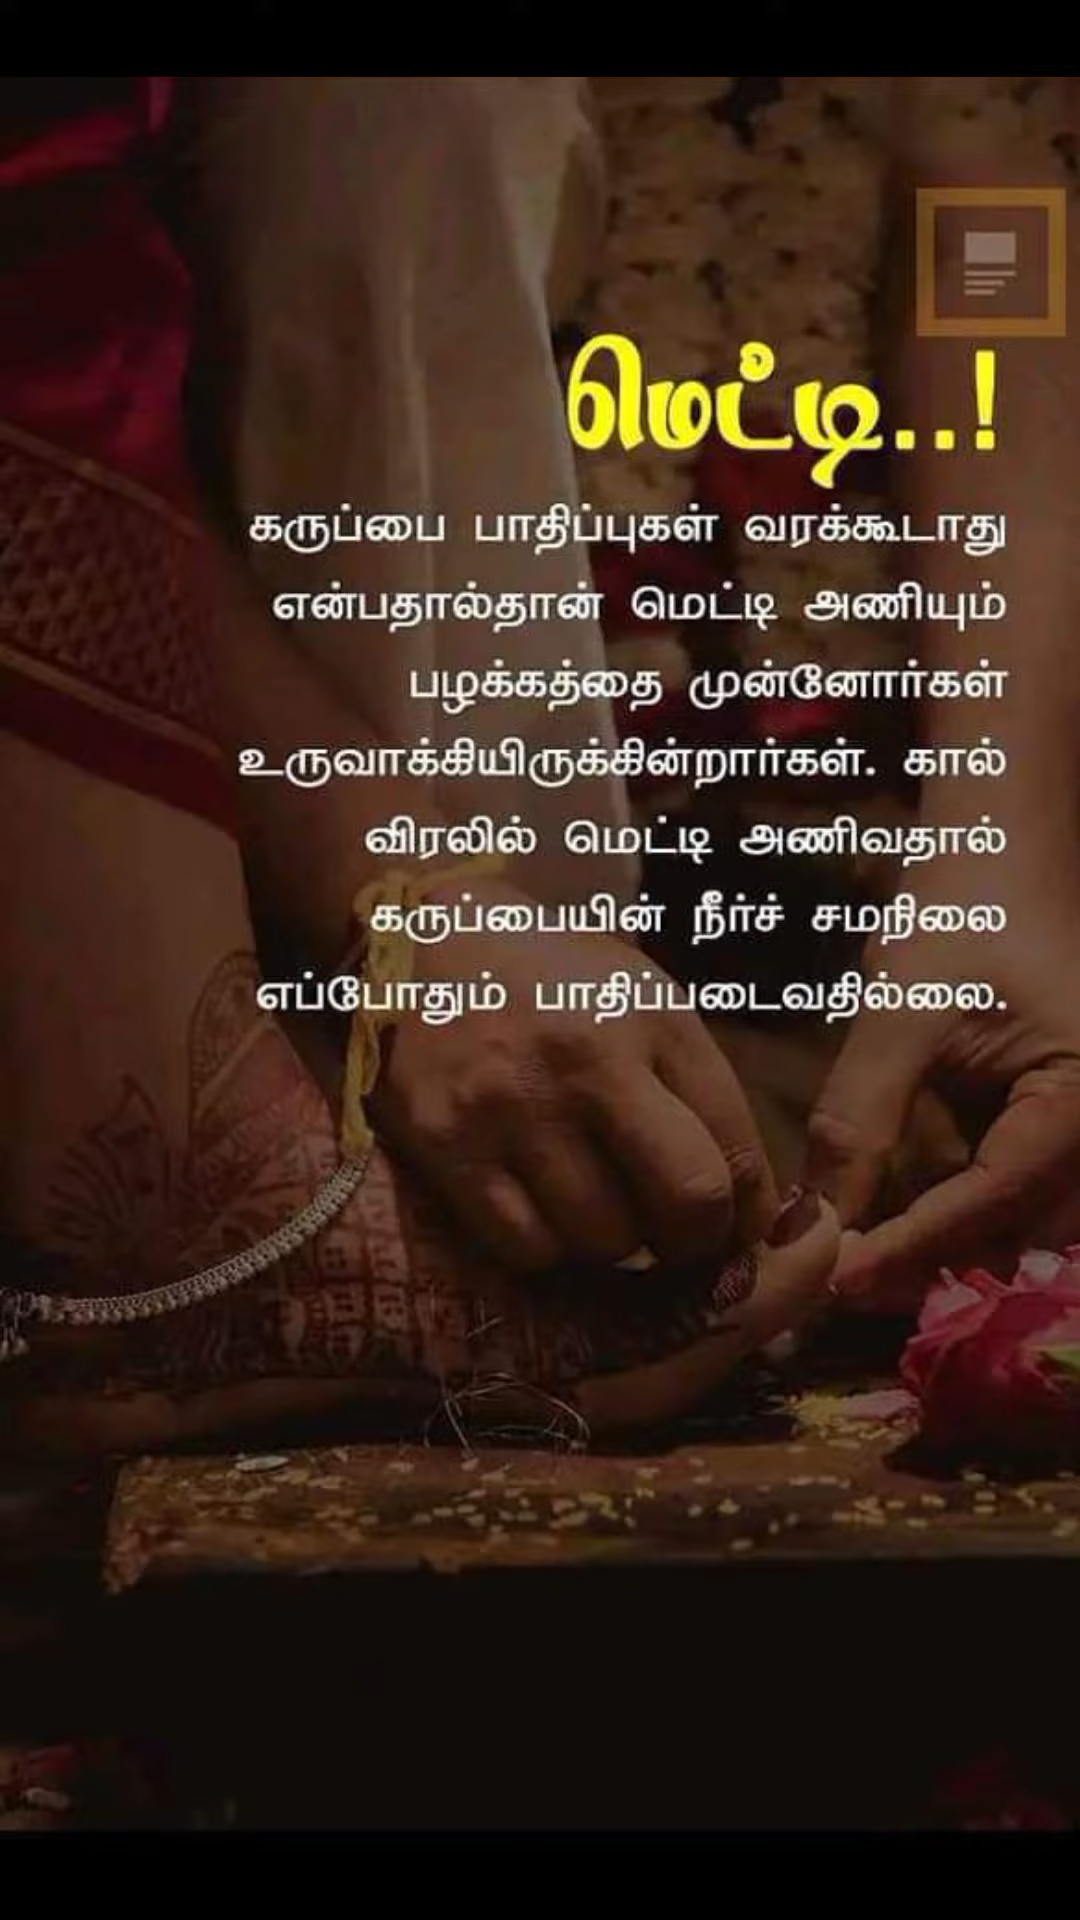 மெட்டி..!
கருப்பை பாதிப்புகள் வரக்கூடாது
என்பதால்தான் மெட்டி அணியும்
பழக்கத்தை முன்னோர்கள்
உருவாக்கியிருக்கின்றார்கள். கால்
விரலில் மெட்டி அணிவதால்
கருப்பையின் நீர்ச் சமநிலை
எப்போதும் பாதிப்படைவதில்லை.